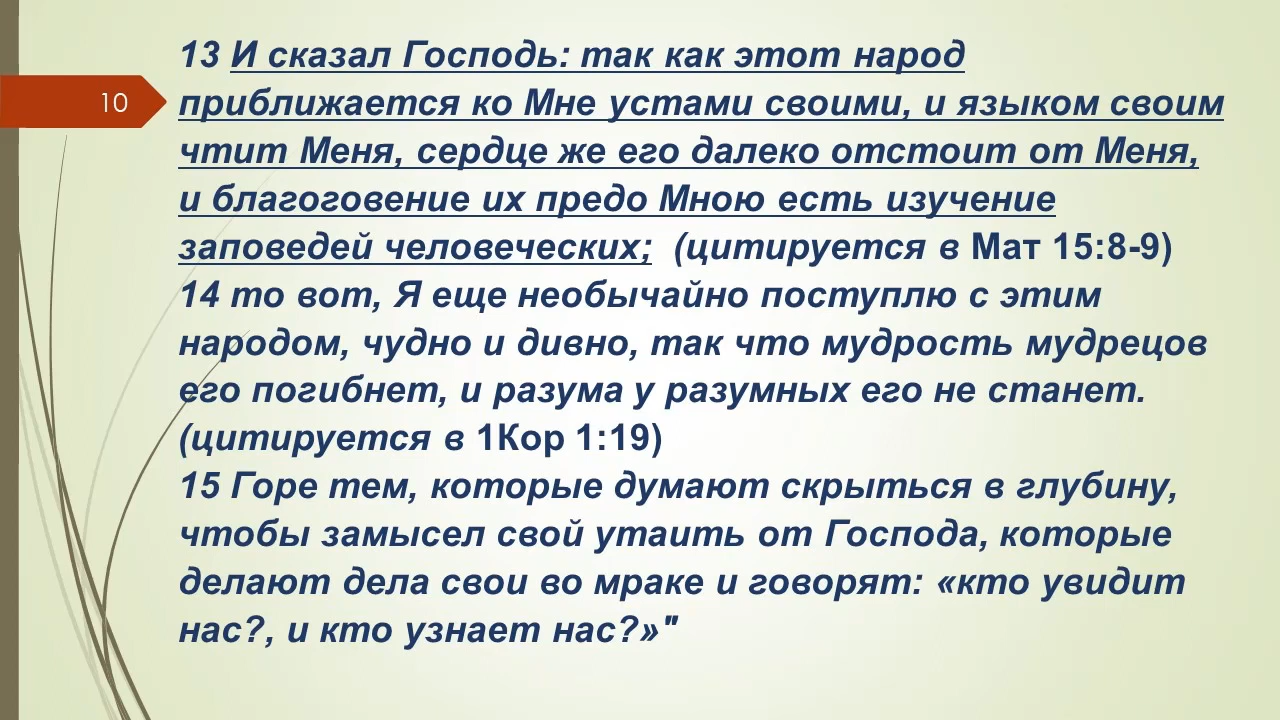 10
13 И сказал Господь: так как этот народ
приближается ко Мне устами своими, и языком своим
чтит Меня, сердце же его далеко отстоит от Меня,
и благоговение их предо Мною есть изучение
заповедей человеческих; (цитируется в Мат 15:8-9)
14 то вот, Я еще необычайно поступлю с этим
народом, чудно и дивно, так что мудрость мудрецов
его погибнет, и разума у разумных его не станет.
(цитируется в 1Кор 1:19)
15 Горе тем, которые думают скрыться в глубину,
чтобы замысел свой утаить от Господа, которые
делают дела свои во мраке и говорят: «кто увидит
нас?, и кто узнает нас?»"